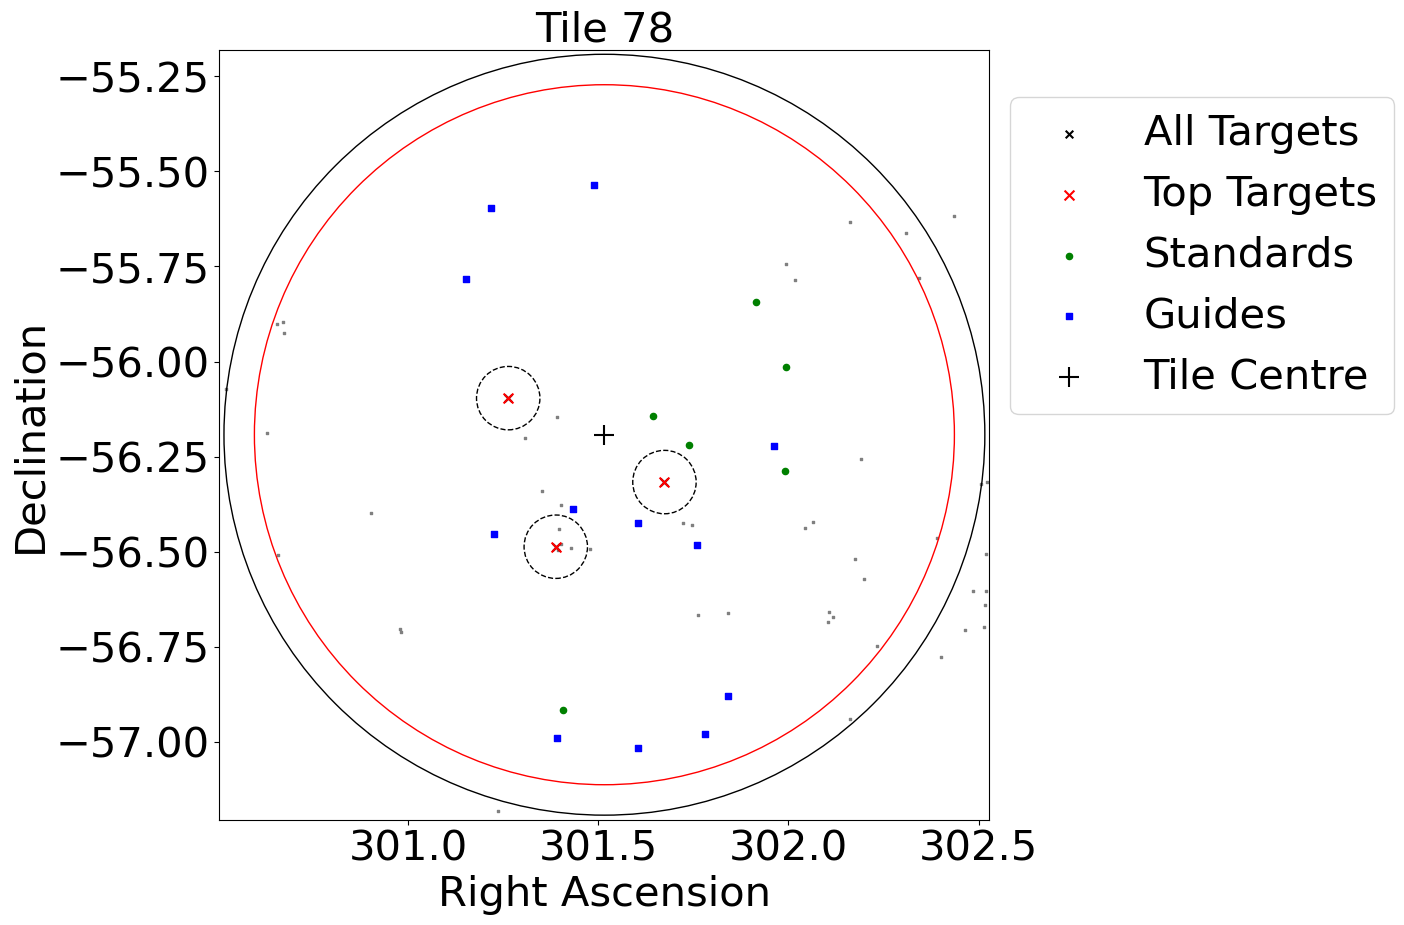 Tile 78
−55.25
−55.50
−55.75
−56.00
−56.25
−56.50
−56.75
−57.00
Declination
301.0
301.5
302.0
302.5
Right Ascension
All Targets
Top Targets
Standards
Guides
Tile Centre